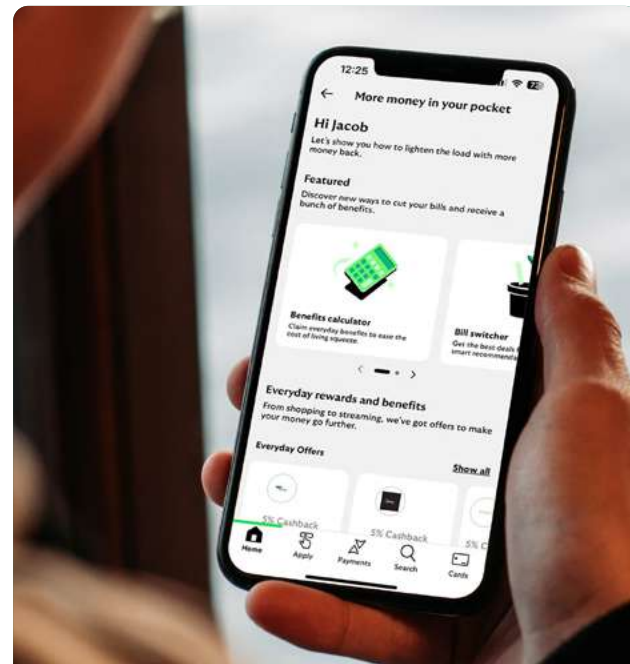 12:25
73
More money in your pocket
Hi Jacob
Let's show you how to lighten the load with more
money back.
Featured
Discover new ways to cut your bills and receive a
bunch of benefits.
Benefits calculator
Claim everyday benefits to ease the
cost of living squeeze.
Bill switcher
Get the best deals
smart recommenda
Everyday rewards and benefits
From shopping to streaming, we've got offers to make
your money go further.
Everyday Offers
Show all
5% Cashback
5% Cashback
5% C
Home
Apply
Payments
Search
Cards